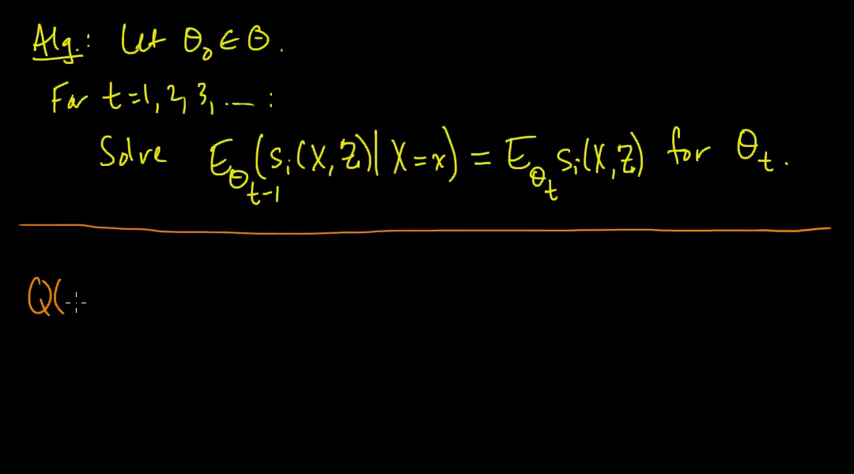 Alg.: Let θ₀ ∈ Θ.
For t=1, 2, 3, ... :
Solve E_{θ_{t-1}}(s_i(X,Z) | X=x) = E_{θ_t} s_i(X,Z) for θ_t.
Q(